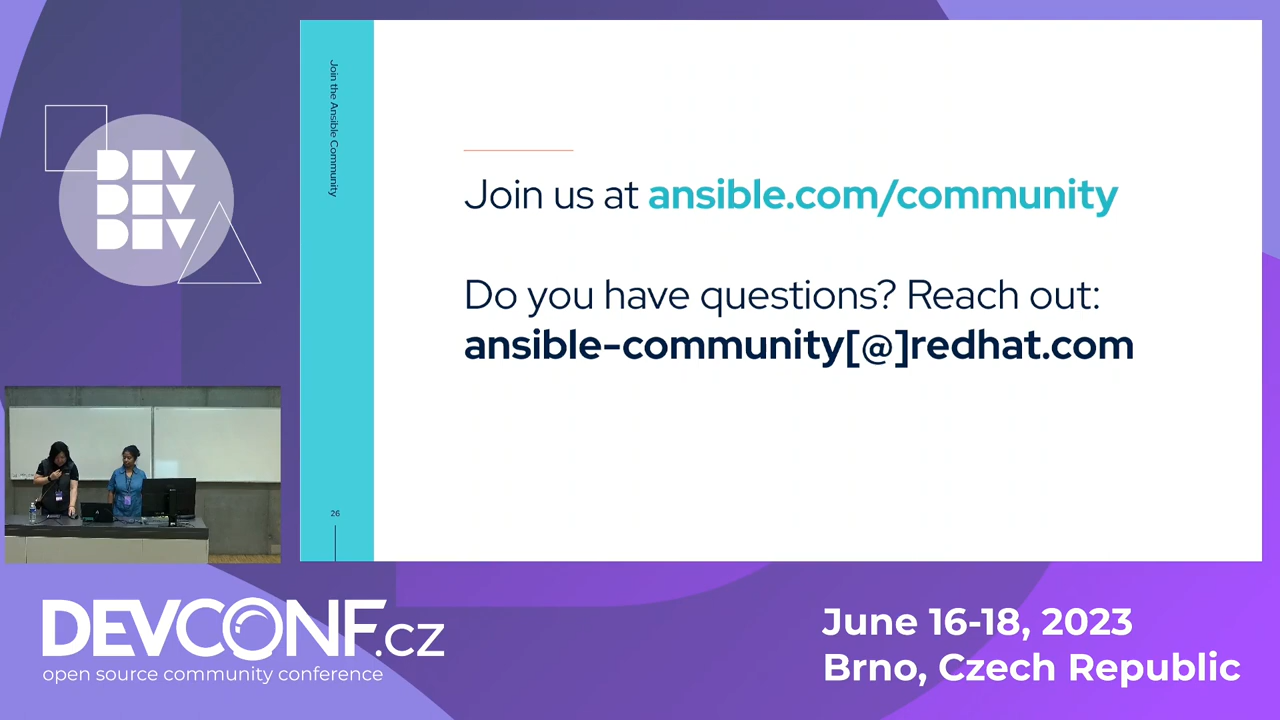 DEV
DEV
DEV
Join the Ansible Community
Join us at ansible.com/community
Do you have questions? Reach out:
ansible-community[@]redhat.com
26
DEVCONF.cz
open source community conference
June 16-18, 2023
Brno, Czech Republic